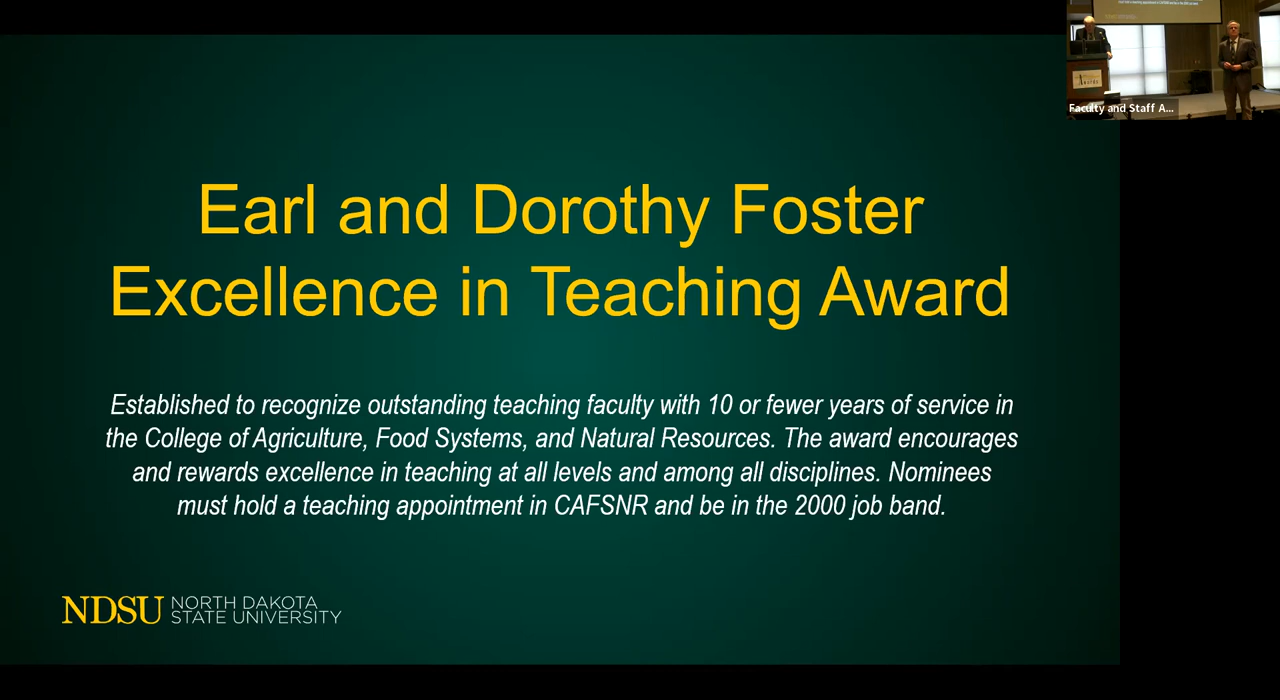 Earl and Dorothy Foster
Excellence in Teaching Award
Established to recognize outstanding teaching faculty with 10 or fewer years of service in
the College of Agriculture, Food Systems, and Natural Resources. The award encourages
and rewards excellence in teaching at all levels and among all disciplines. Nominees
must hold a teaching appointment in CAFSNR and be in the 2000 job band.
NDSU NORTH DAKOTA
STATE UNIVERSITY
Faculty and Staff A...